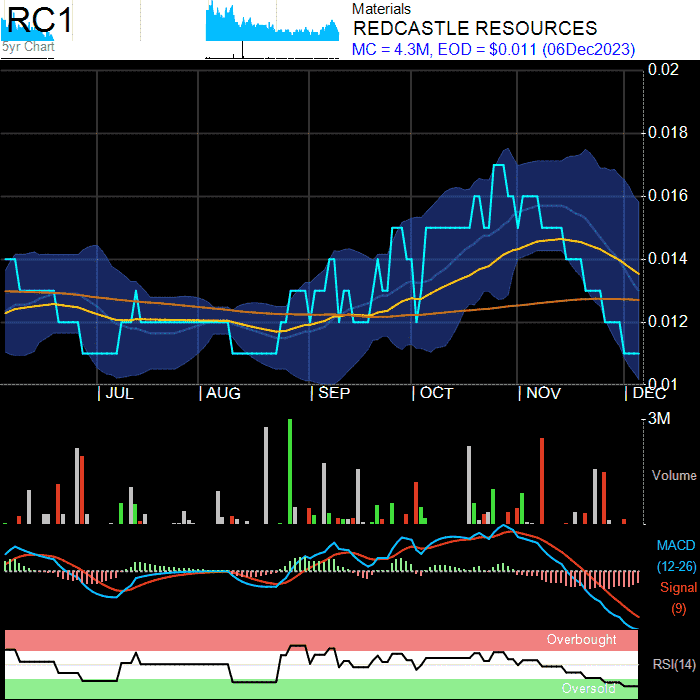 RC1
5yr Chart
Materials
REDCASTLE RESOURCES
MC = 4.3M, EOD = $0.011 (06Dec2023)
0.02
0.018
0.016
0.014
0.012
0.01
JUL
AUG
SEP
OCT
NOV
DEC
3M
Volume
MACD
(12-26)
Signal
(9)
Overbought
RSI(14)
Oversold